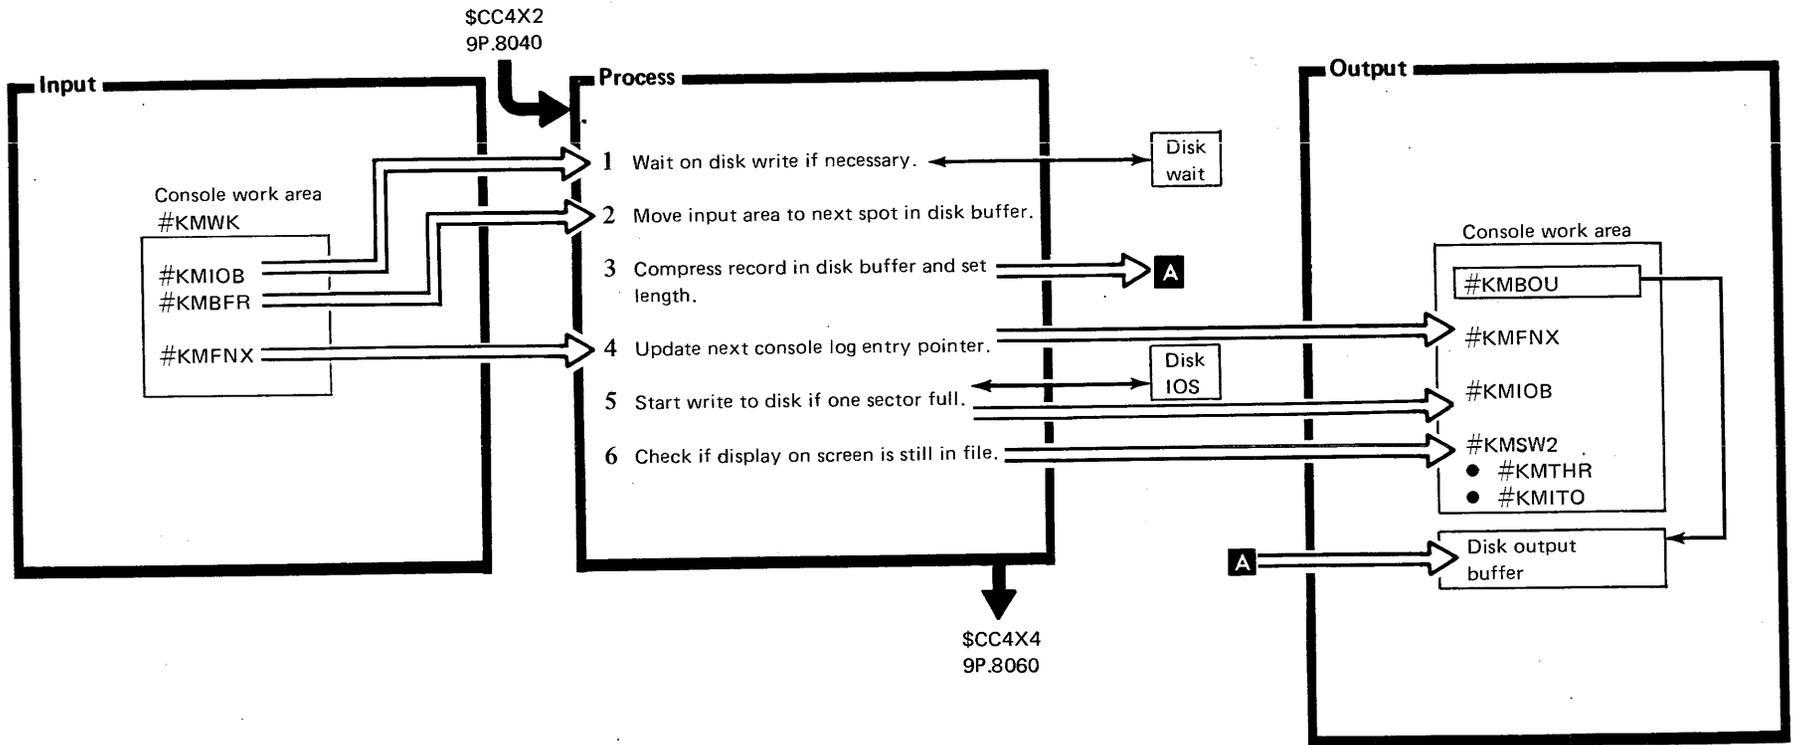 $CC4X2
9P.8040
Input
Console work area
#KMWK
#KMIOB
#KMBFR
#KMFNX
Process
1 Wait on disk write if necessary.
2 Move input area to next spot in disk buffer.
3 Compress record in disk buffer and set
length.
4 Update next console log entry pointer.
5 Start write to disk if one sector full.
6 Check if display on screen is still in file.
Disk
wait
A
Disk
IOS
$CC4X4
9P.8060
Output
Console work area
#KMBOU
#KMFNX
#KMIOB
#KMSW2
● #KMTHR
● #KMITO
A
Disk output
buffer